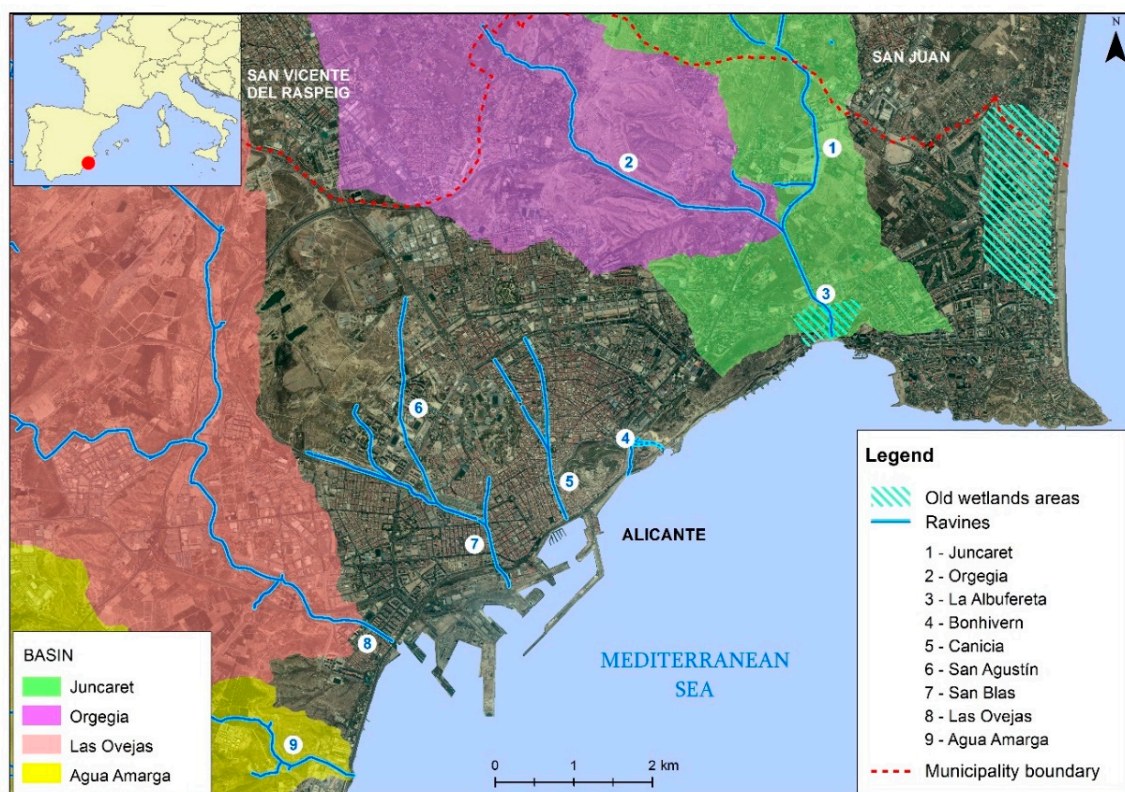 N
SAN VICENTE
DEL RASPEIG
SAN JUAN
1
2
3
6
4
5
7
8
9
ALICANTE
MEDITERRANEAN
SEA
0 1 2 km
BASIN
Juncaret
Orgegia
Las Ovejas
Agua Amarga
Legend
Old wetlands areas
Ravines
1 - Juncaret
2 - Orgegia
3 - La Albufereta
4 - Bonhivern
5 - Canicia
6 - San Agustín
7 - San Blas
8 - Las Ovejas
9 - Agua Amarga
Municipality boundary